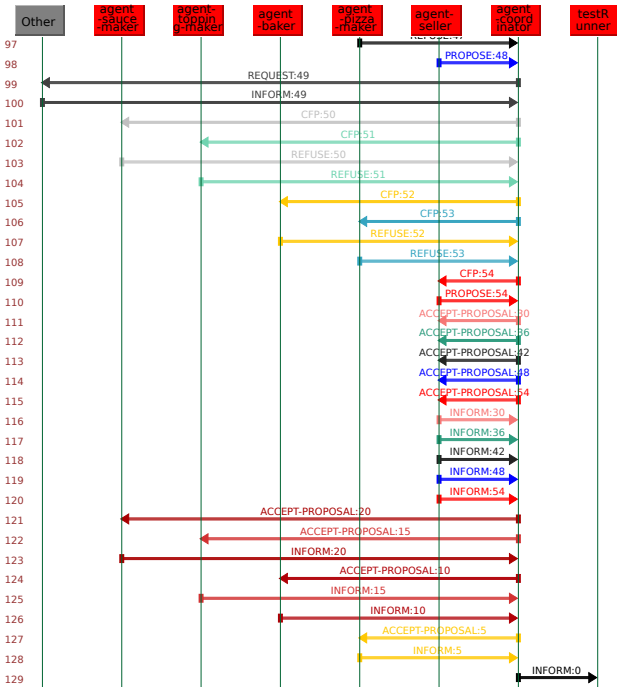 Other
agent
-sauce
-maker
agent-
toppin
g-maker
agent
-baker
agent
-pizza
-maker
agent-
seller
agent
-coord
inator
testR
unner
97
98 PROPOSE:48
99 REQUEST:49
100 INFORM:49
101 CFP:50
102 CFP:51
103 REFUSE:50
104 REFUSE:51
105 CFP:52
106 CFP:53
107 REFUSE:52
108 REFUSE:53
109 CFP:54
110 PROPOSE:54
111 ACCEPT-PROPOSAL:30
112 ACCEPT-PROPOSAL:36
113 ACCEPT-PROPOSAL:42
114 ACCEPT-PROPOSAL:48
115 ACCEPT-PROPOSAL:54
116 INFORM:30
117 INFORM:36
118 INFORM:42
119 INFORM:48
120 INFORM:54
121 ACCEPT-PROPOSAL:20
122 ACCEPT-PROPOSAL:15
123 INFORM:20
124 ACCEPT-PROPOSAL:10
125 INFORM:15
126 INFORM:10
127 ACCEPT-PROPOSAL:5
128 INFORM:5
129 INFORM:0